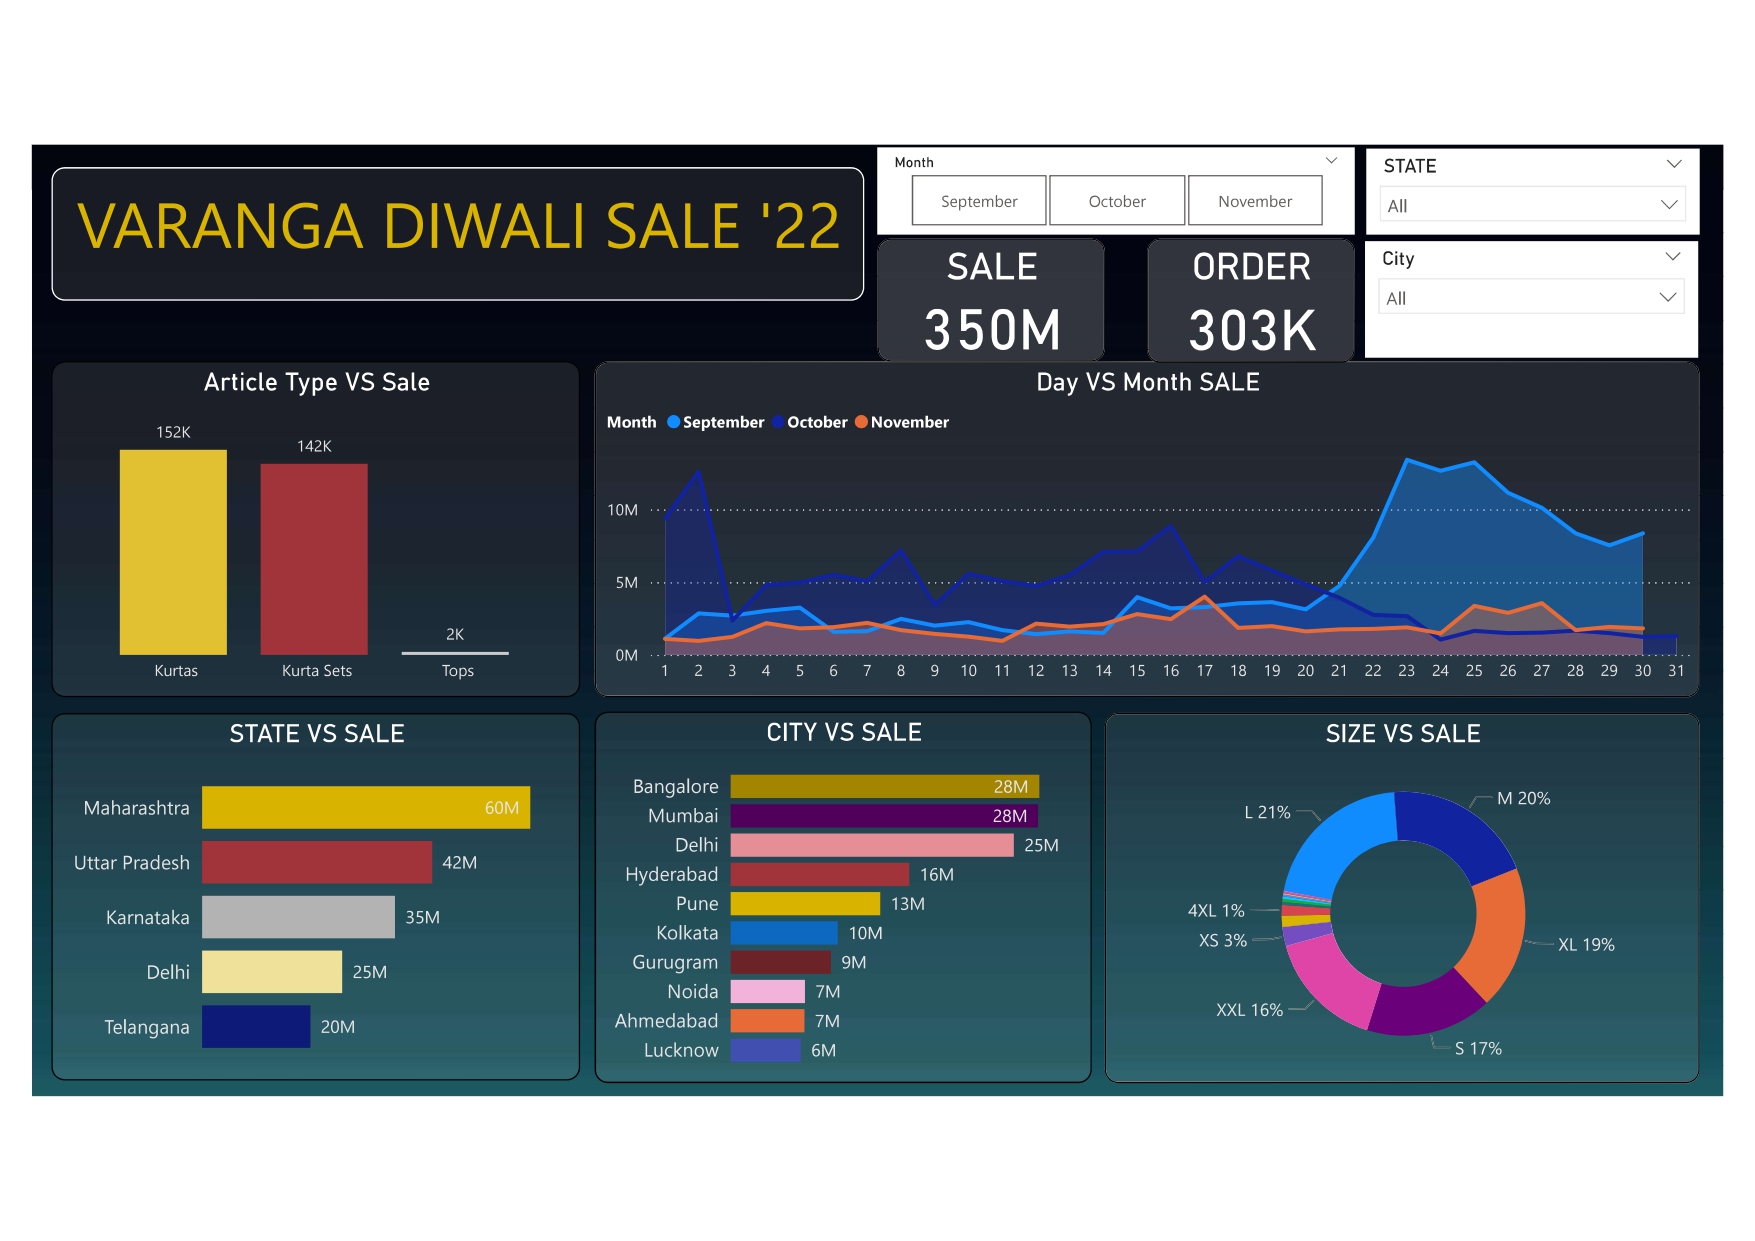 VARANGA DIWALI SALE '22
Month
September October November
STATE
All
City
All
SALE
350M
ORDER
303K
Article Type VS Sale
152K
142K
2K
Kurtas Kurta Sets Tops
Day VS Month SALE
Month September October November
10M
5M
0M
1 2 3 4 5 6 7 8 9 10 11 12 13 14 15 16 17 18 19 20 21 22 23 24 25 26 27 28 29 30 31
STATE VS SALE
Maharashtra 60M
Uttar Pradesh 42M
Karnataka 35M
Delhi 25M
Telangana 20M
CITY VS SALE
Bangalore 28M
Mumbai 28M
Delhi 25M
Hyderabad 16M
Pune 13M
Kolkata 10M
Gurugram 9M
Noida 7M
Ahmedabad 7M
Lucknow 6M
SIZE VS SALE
M 20%
L 21%
4XL 1%
XS 3%
XL 19%
XXL 16%
S 17%